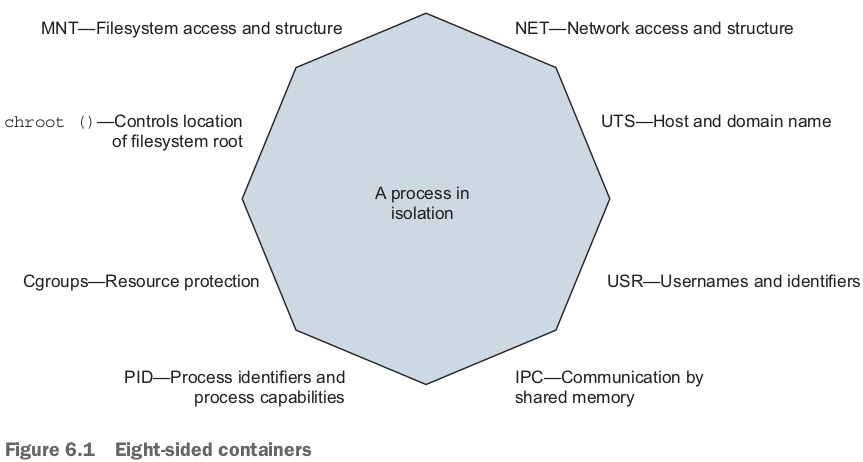 MNT—Filesystem access and structure
NET—Network access and structure
chroot ()—Controls location
of filesystem root
UTS—Host and domain name
A process in
isolation
Cgroups—Resource protection
USR—Usernames and identifiers
PID—Process identifiers and
process capabilities
IPC—Communication by
shared memory
Figure 6.1 Eight-sided containers